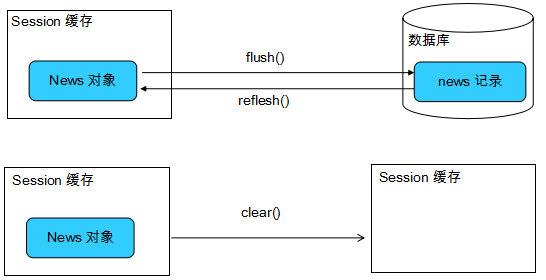 Session 缓存
数据库
flush()
News 对象
news 记录
reflesh()
Session 缓存
Session 缓存
News 对象
clear()